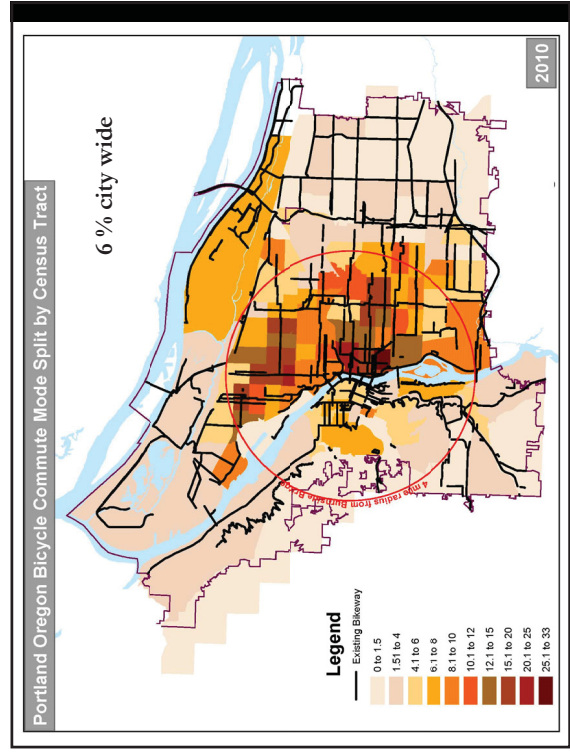 Portland Oregon Bicycle Commute Mode Split by Census Tract
2010
6 % city wide
4 mile radius from Burnside Bridge
Legend
Existing Bikeway
0 to 1.5
1.51 to 4
4.1 to 6
6.1 to 8
8.1 to 10
10.1 to 12
12.1 to 15
15.1 to 20
20.1 to 25
25.1 to 33